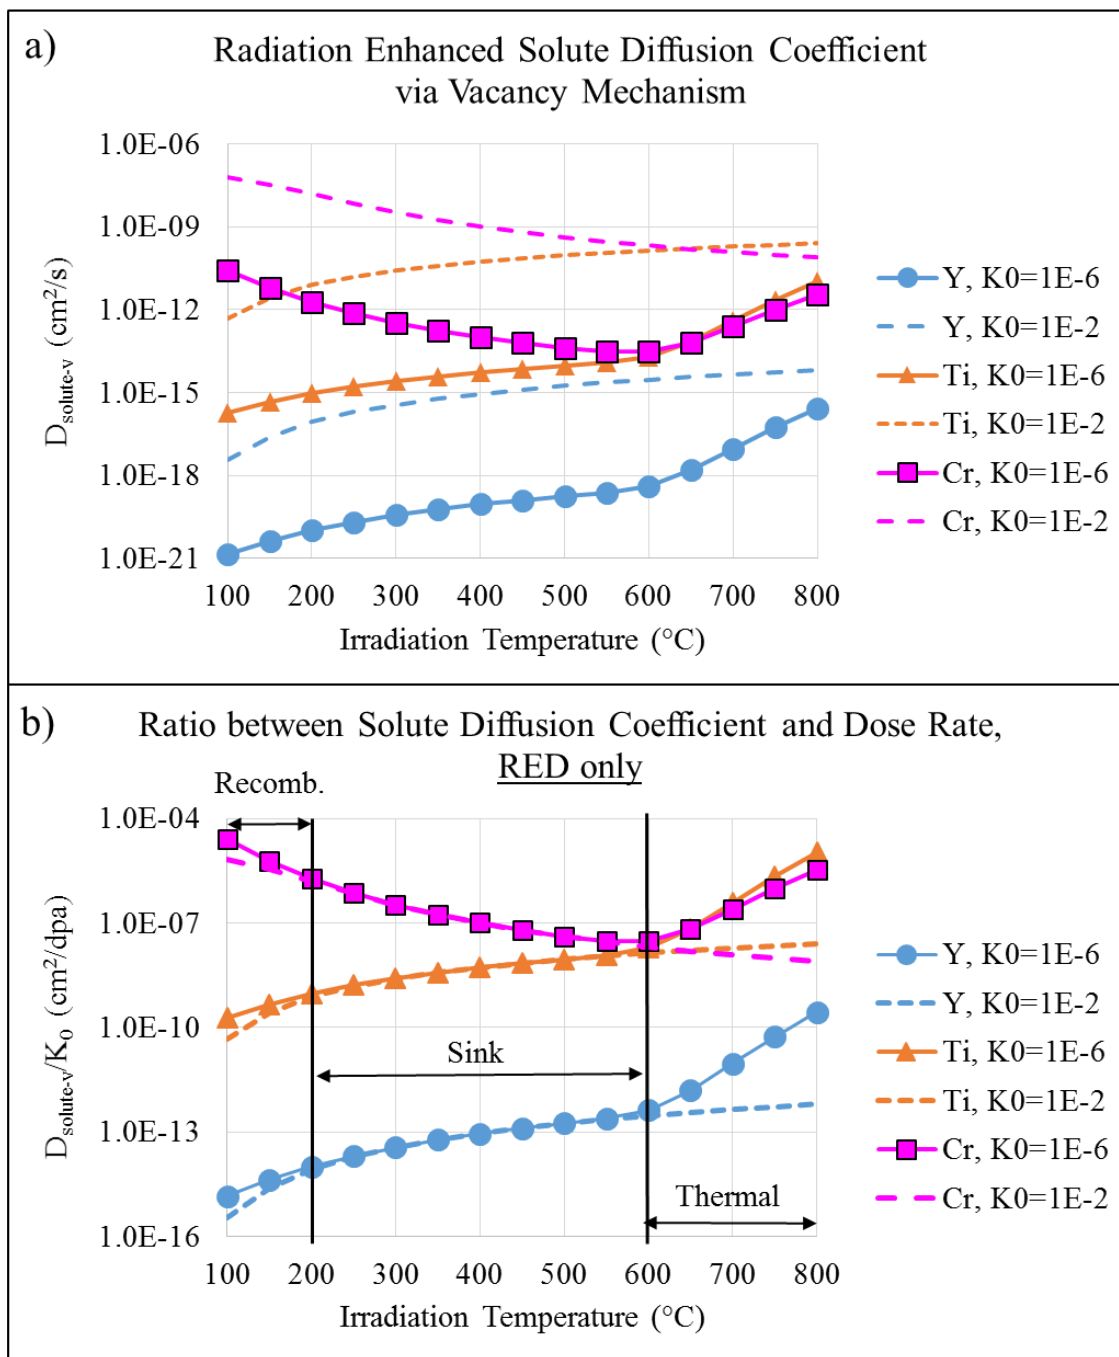 a)
Radiation Enhanced Solute Diffusion Coefficient
via Vacancy Mechanism
D_solute-v (cm²/s)
1.0E-06
1.0E-09
1.0E-12
1.0E-15
1.0E-18
1.0E-21
100 200 300 400 500 600 700 800
Irradiation Temperature (°C)
Y, K0=1E-6
Y, K0=1E-2
Ti, K0=1E-6
Ti, K0=1E-2
Cr, K0=1E-6
Cr, K0=1E-2
b)
Ratio between Solute Diffusion Coefficient and Dose Rate,
RED only
Recomb.
D_solute-v/K₀ (cm²/dpa)
1.0E-04
1.0E-07
1.0E-10
1.0E-13
1.0E-16
Sink
Thermal
100 200 300 400 500 600 700 800
Irradiation Temperature (°C)
Y, K0=1E-6
Y, K0=1E-2
Ti, K0=1E-6
Ti, K0=1E-2
Cr, K0=1E-6
Cr, K0=1E-2